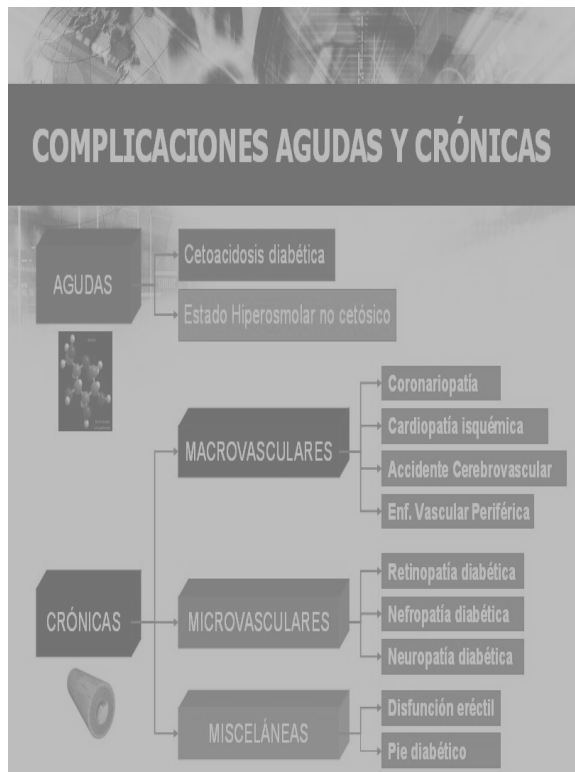 COMPLICACIONES AGUDAS Y CRÓNICAS
AGUDAS
Cetoacidosis diabética
Estado Hiperosmolar no cetósico
MACROVASCULARES
Coronariopatía
Cardiopatía isquémica
Accidente Cerebrovascular
Enf. Vascular Periférica
CRÓNICAS
MICROVASCULARES
Retinopatía diabética
Nefropatía diabética
Neuropatía diabética
MISCELÁNEAS
Disfunción eréctil
Pie diabético